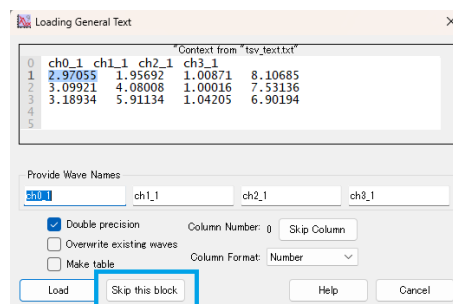 Loading General Text
"Context from "tsv_text.txt"
0 ch0_1 ch1_1 ch2_1 ch3_1
1 2.97055 1.95692 1.00871 8.10685
2 3.09921 4.08008 1.00016 7.53136
3 3.18934 5.91134 1.04205 6.90194
4
5
Provide Wave Names
ch0_1 ch1_1 ch2_1 ch3_1
Double precision Column Number: 0 Skip Column
Overwrite existing waves
Column Format: Number
Make table
Load Skip this block Help Cancel